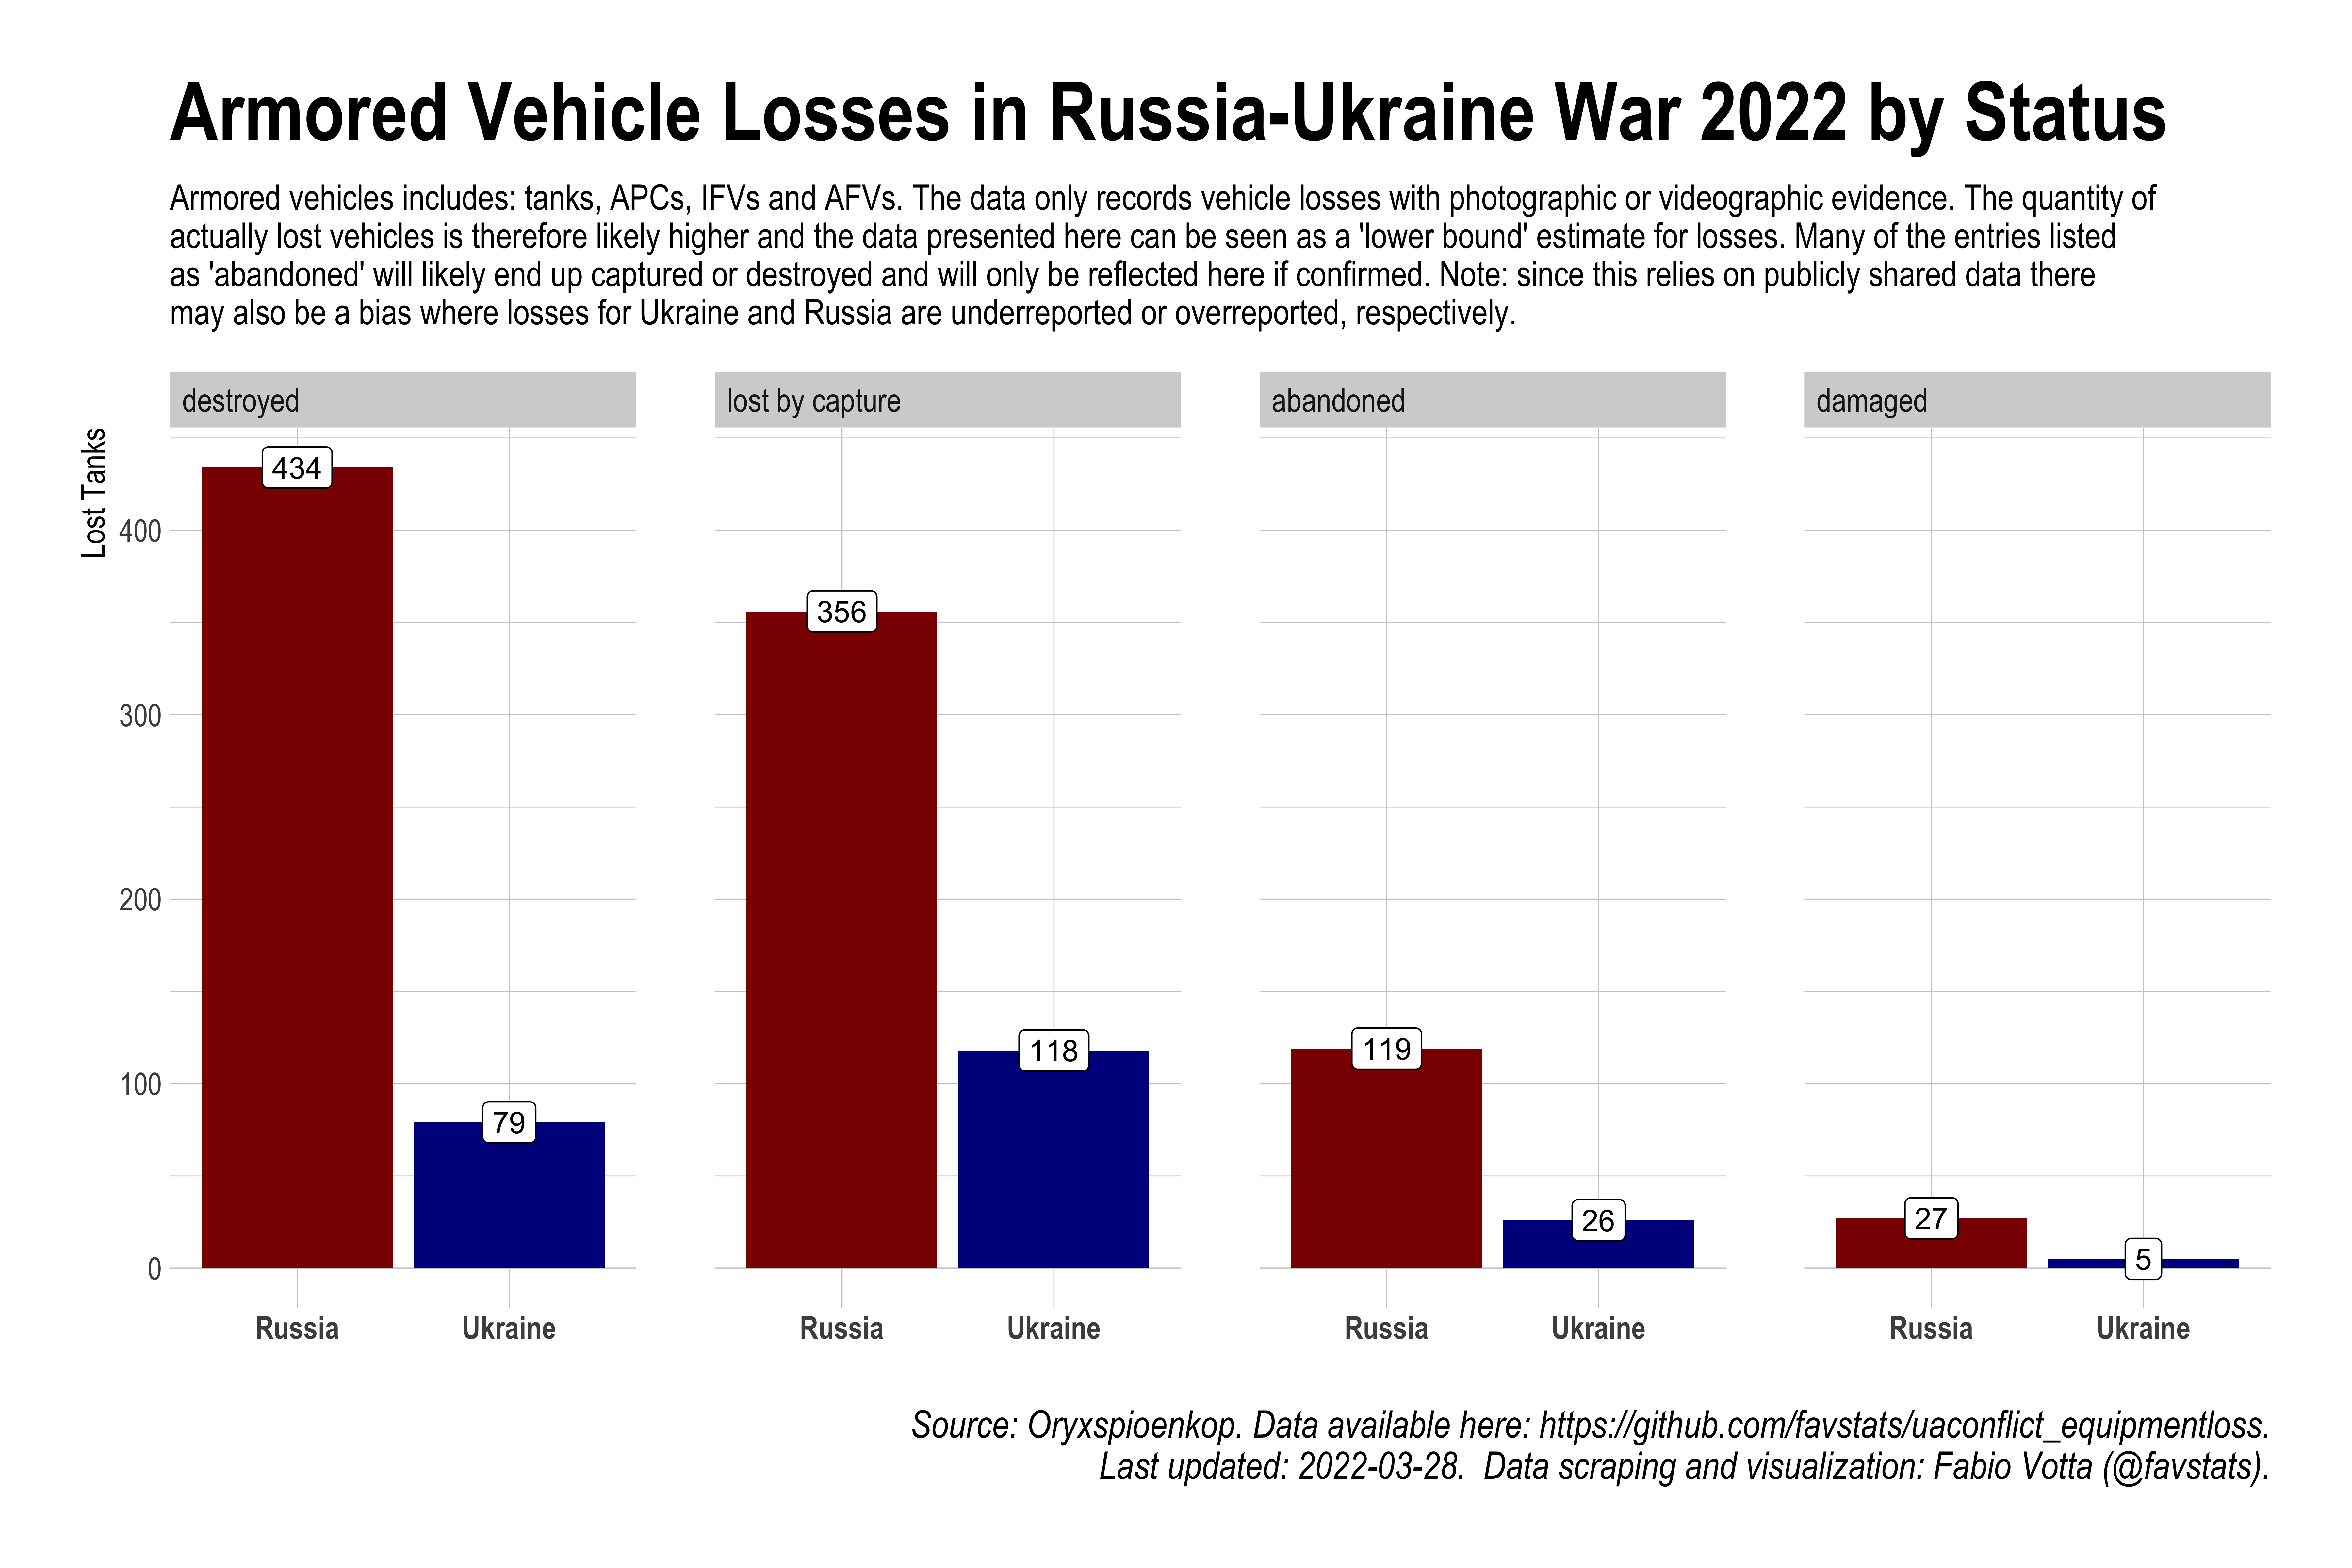 Armored Vehicle Losses in Russia-Ukraine War 2022 by Status
Armored vehicles includes: tanks, APCs, IFVs and AFVs. The data only records vehicle losses with photographic or videographic evidence. The quantity of
actually lost vehicles is therefore likely higher and the data presented here can be seen as a 'lower bound' estimate for losses. Many of the entries listed
as 'abandoned' will likely end up captured or destroyed and will only be reflected here if confirmed. Note: since this relies on publicly shared data there
may also be a bias where losses for Ukraine and Russia are underreported or overreported, respectively.
destroyed
lost by capture
abandoned
damaged
Lost Tanks
400
300
200
100
0
434
79
356
118
119
26
27
5
Russia
Ukraine
Russia
Ukraine
Russia
Ukraine
Russia
Ukraine
Source: Oryxspioenkop. Data available here: https://github.com/favstats/uaconflict_equipmentloss.
Last updated: 2022-03-28.  Data scraping and visualization: Fabio Votta (@favstats).